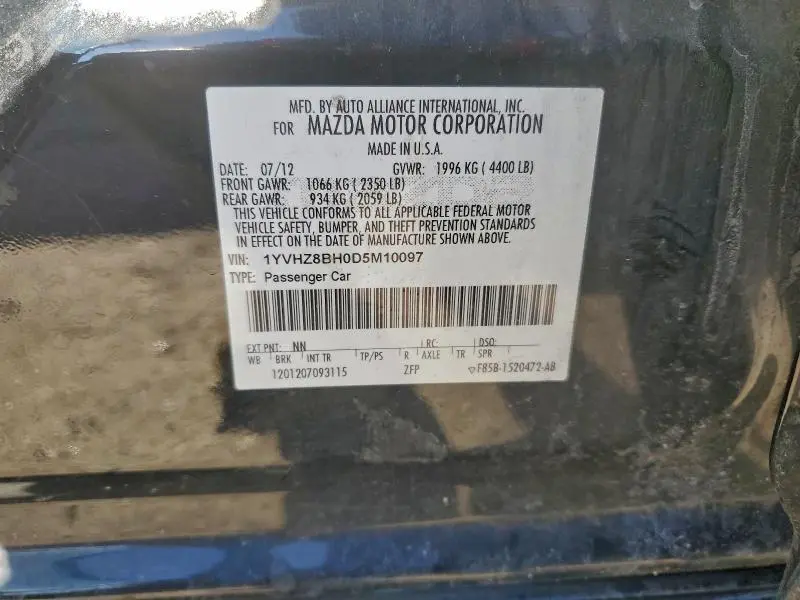 MFD. BY AUTO ALLIANCE INTERNATIONAL, INC.
FOR MAZDA MOTOR CORPORATION
MADE IN U.S.A.
DATE: 07/12 GVWR: 1996 KG ( 4400 LB)
FRONT GAWR: 1066 KG ( 2350 LB)
REAR GAWR: 934 KG ( 2059 LB)
THIS VEHICLE CONFORMS TO ALL APPLICABLE FEDERAL MOTOR
VEHICLE SAFETY, BUMPER, AND THEFT PREVENTION STANDARDS
IN EFFECT ON THE DATE OF MANUFACTURE SHOWN ABOVE.
VIN: 1YVHZ8BH0D5M10097
TYPE: Passenger Car
EXT PNT: NN RC: DSO:
WB BRK INT TR TP/PS R AXLE TR SPR
1201207093115 ZFP F85B-1520472-AB